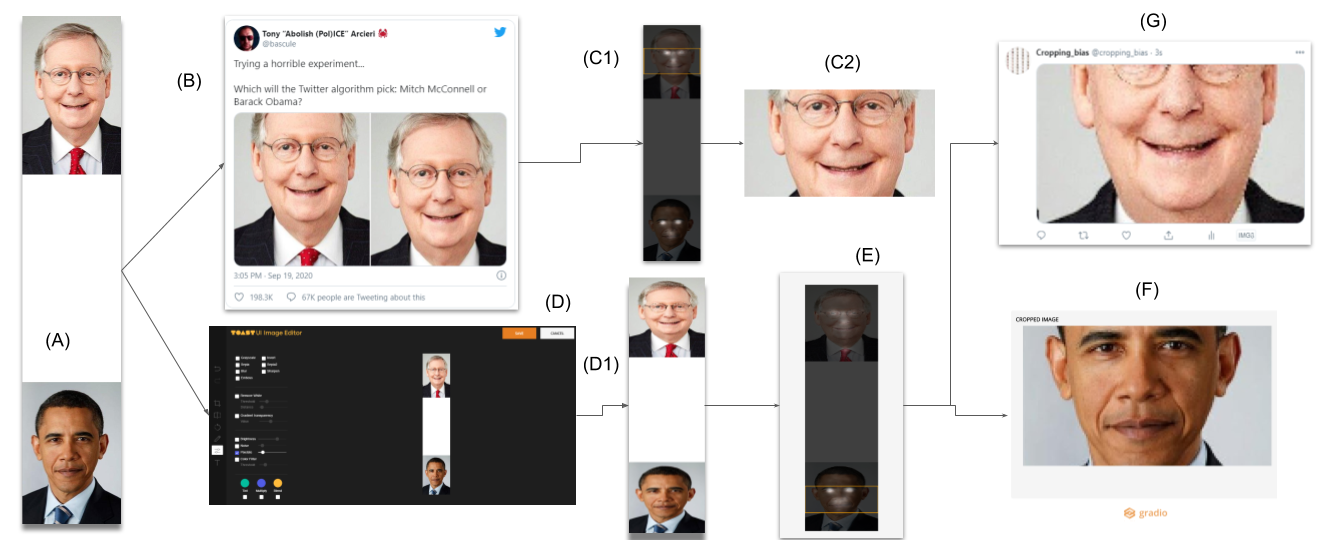 (A)
(B)
Tony "Abolish (Pol)ICE" Arcieri 🦀
@bascule
Trying a horrible experiment...
Which will the Twitter algorithm pick: Mitch McConnell or
Barack Obama?
3:05 PM · Sep 19, 2020
198.3K 67K people are Tweeting about this
(C1)
(C2)
(D)
TOAST UI Image Editor
SAVE CANCEL
(D1)
(E)
(G)
Cropping_bias @cropping_bias · 3s
(F)
CROPPED IMAGE
gradio